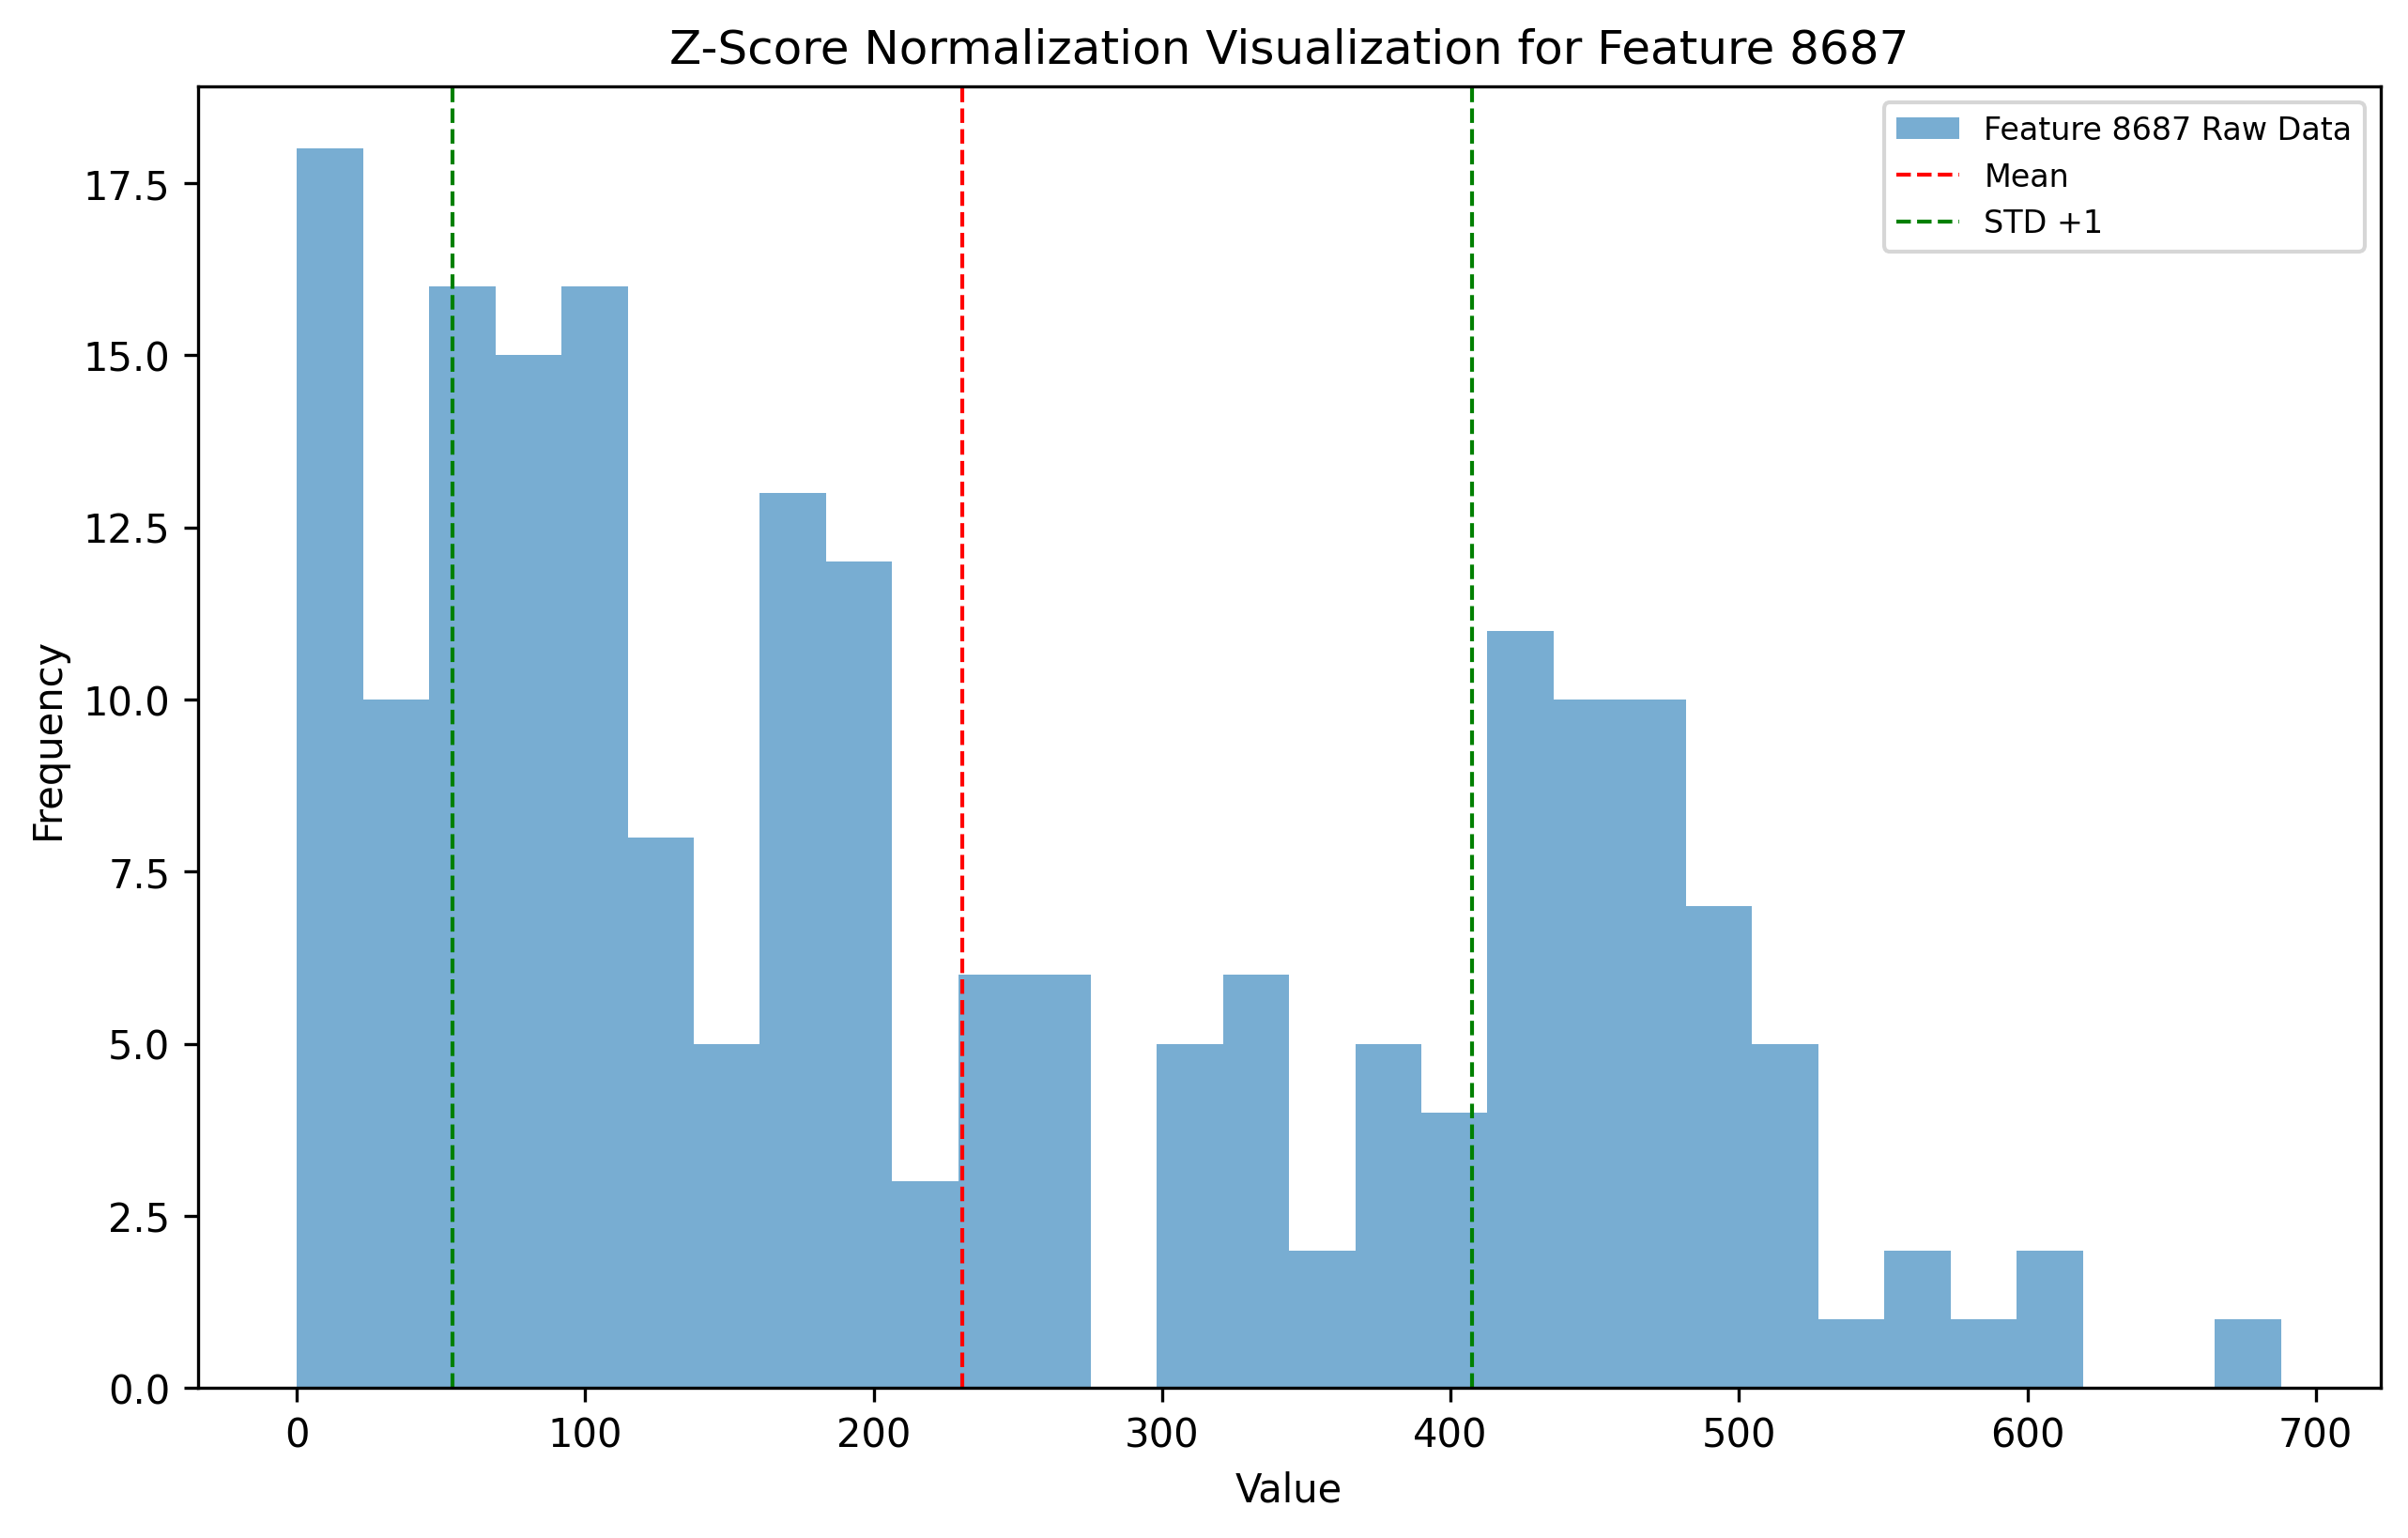 Z-Score Normalization Visualization for Feature 8687
Feature 8687 Raw Data
Mean
STD +1
17.5
15.0
12.5
10.0
7.5
5.0
2.5
0.0
Frequency
0 100 200 300 400 500 600 700
Value